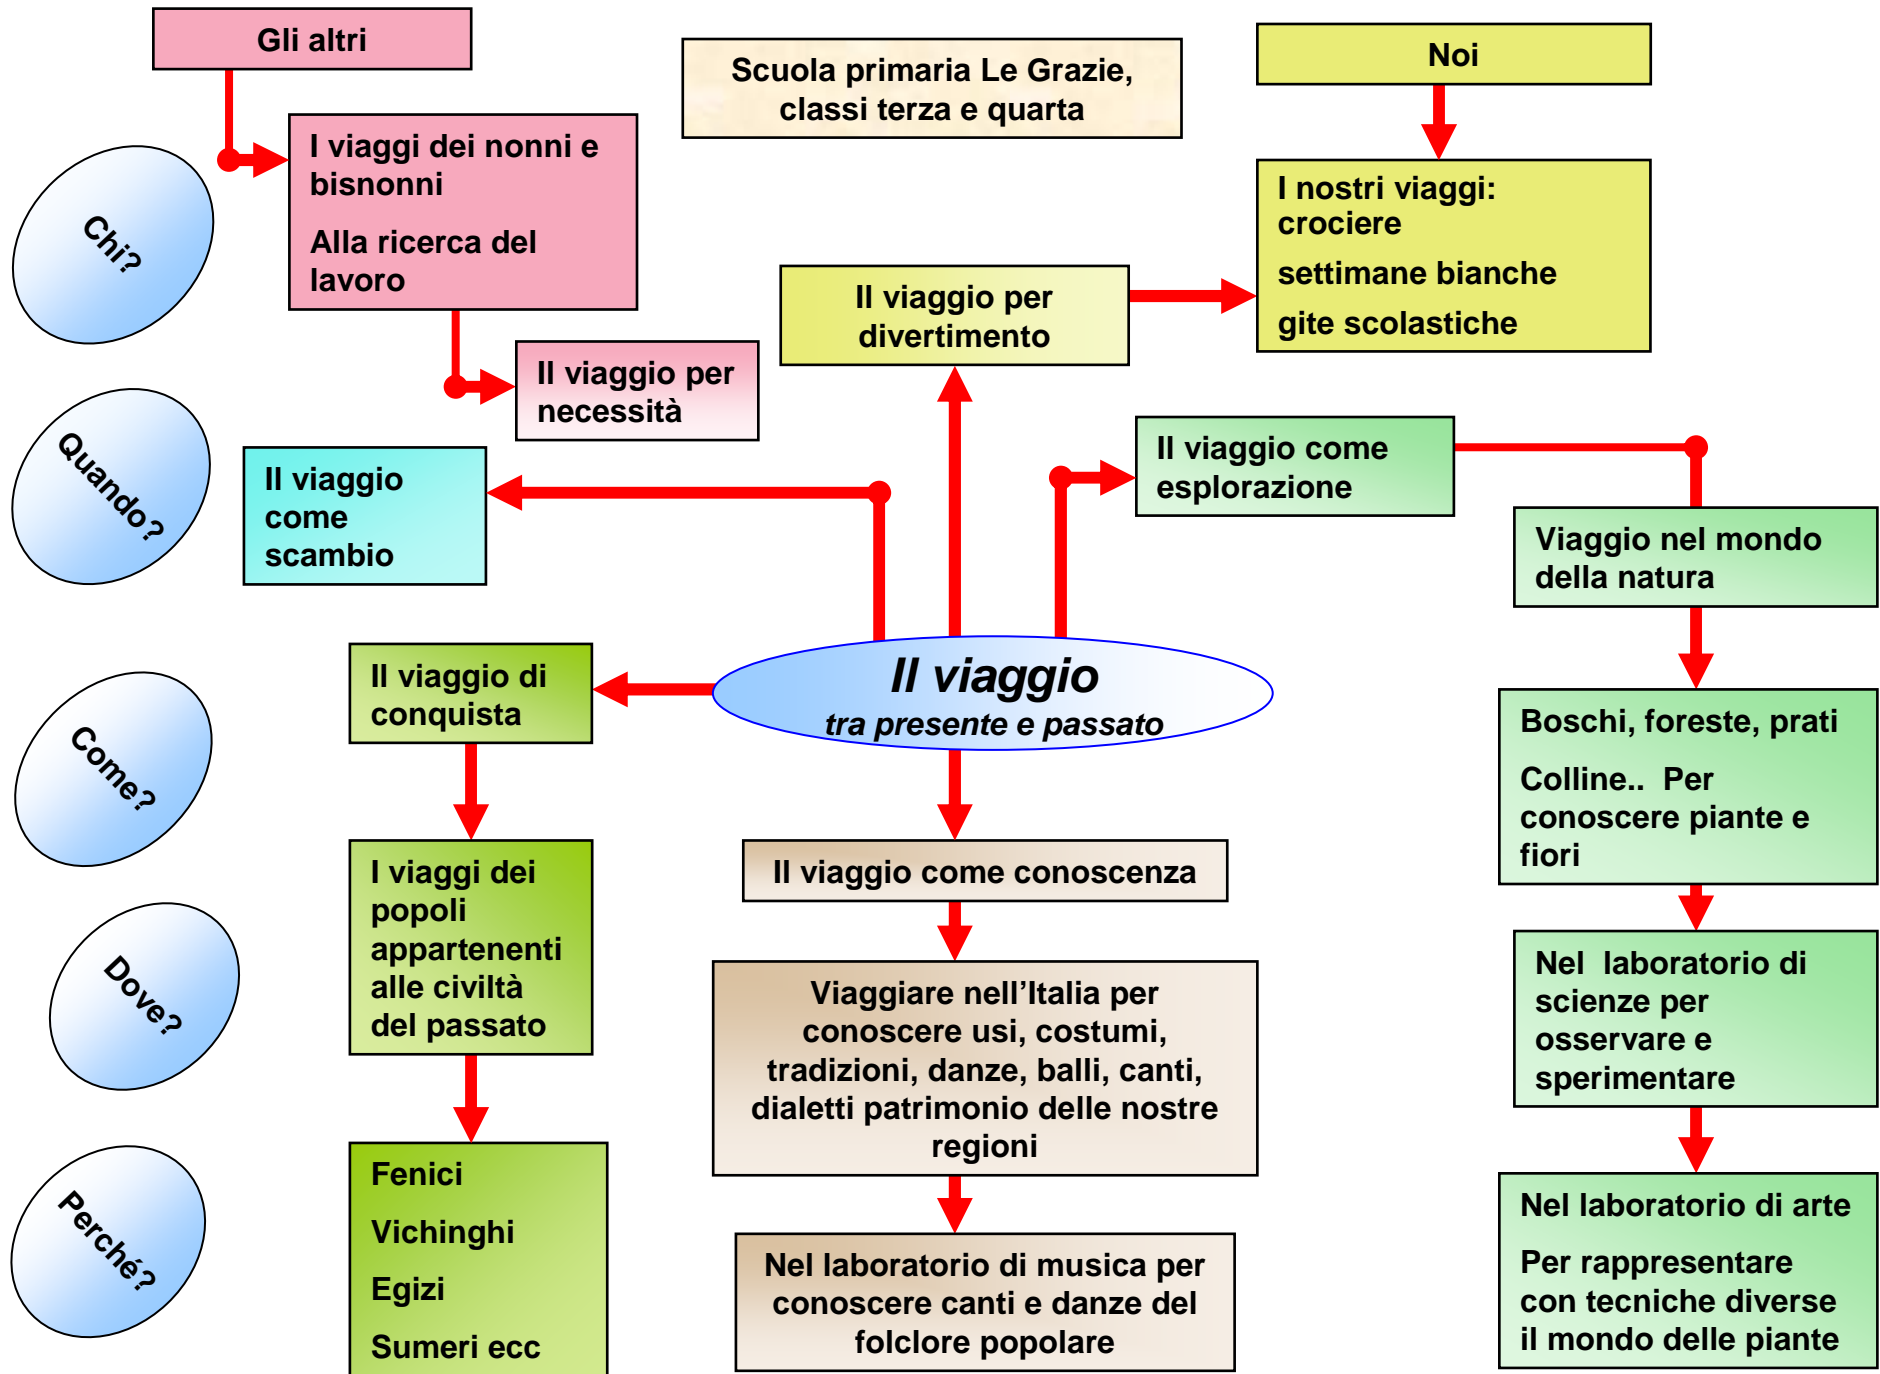 Gli altri
Scuola primaria Le Grazie,
classi terza e quarta
Noi
Chi?
I viaggi dei nonni e
bisnonni
Alla ricerca del
lavoro
I nostri viaggi:
crociere
settimane bianche
gite scolastiche
Il viaggio per
divertimento
Il viaggio per
necessità
Quando?
Il viaggio
come
scambio
Il viaggio come
esplorazione
Viaggio nel mondo
della natura
Il viaggio
tra presente e passato
Come?
Il viaggio di
conquista
Boschi, foreste, prati
Colline.. Per
conoscere piante e
fiori
I viaggi dei
popoli
appartenenti
alle civiltà
del passato
Il viaggio come conoscenza
Dove?
Viaggiare nell’Italia per
conoscere usi, costumi,
tradizioni, danze, balli, canti,
dialetti patrimonio delle nostre
regioni
Nel laboratorio di
scienze per
osservare e
sperimentare
Perché?
Fenici
Vichinghi
Egizi
Sumeri ecc
Nel laboratorio di musica per
conoscere canti e danze del
folclore popolare
Nel laboratorio di arte
Per rappresentare
con tecniche diverse
il mondo delle piante